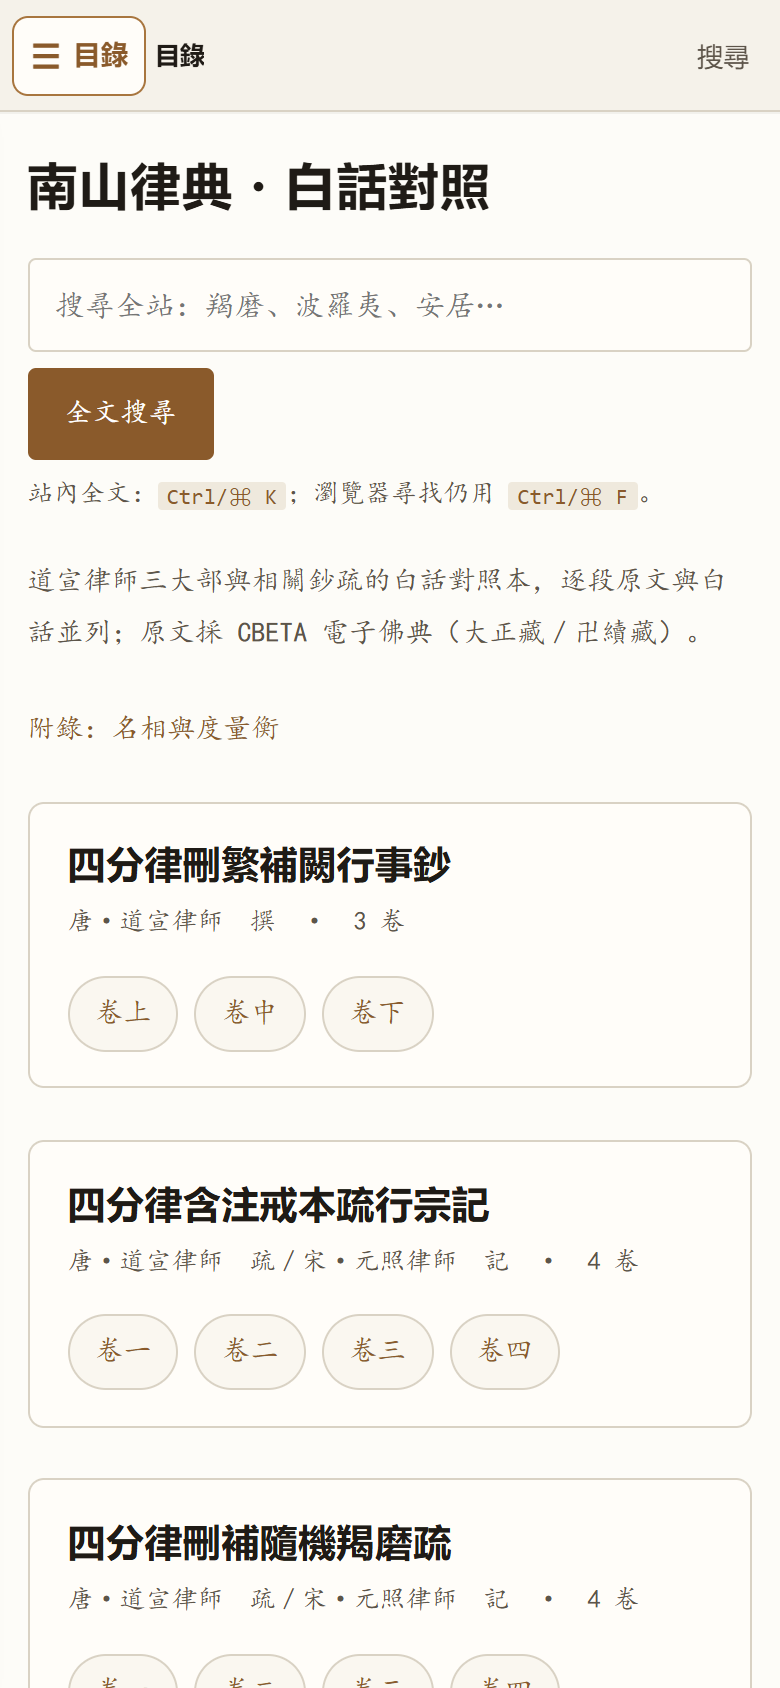 ☰ 目錄 目錄 搜尋
南山律典・白話對照
搜尋全站：羯磨、波羅夷、安居…
全文搜尋
站內全文：Ctrl/⌘ K；瀏覽器尋找仍用 Ctrl/⌘ F。
道宣律師三大部與相關鈔疏的白話對照本，逐段原文與白
話並列；原文採 CBETA 電子佛典（大正藏／卍續藏）。
附錄：名相與度量衡
四分律刪繁補闕行事鈔
唐・道宣律師　撰　・　3 卷
卷上 卷中 卷下
四分律含注戒本疏行宗記
唐・道宣律師　疏／宋・元照律師　記　・　4 卷
卷一 卷二 卷三 卷四
四分律刪補隨機羯磨疏
唐・道宣律師　疏／宋・元照律師　記　・　4 卷
卷一 卷二 卷三 卷四